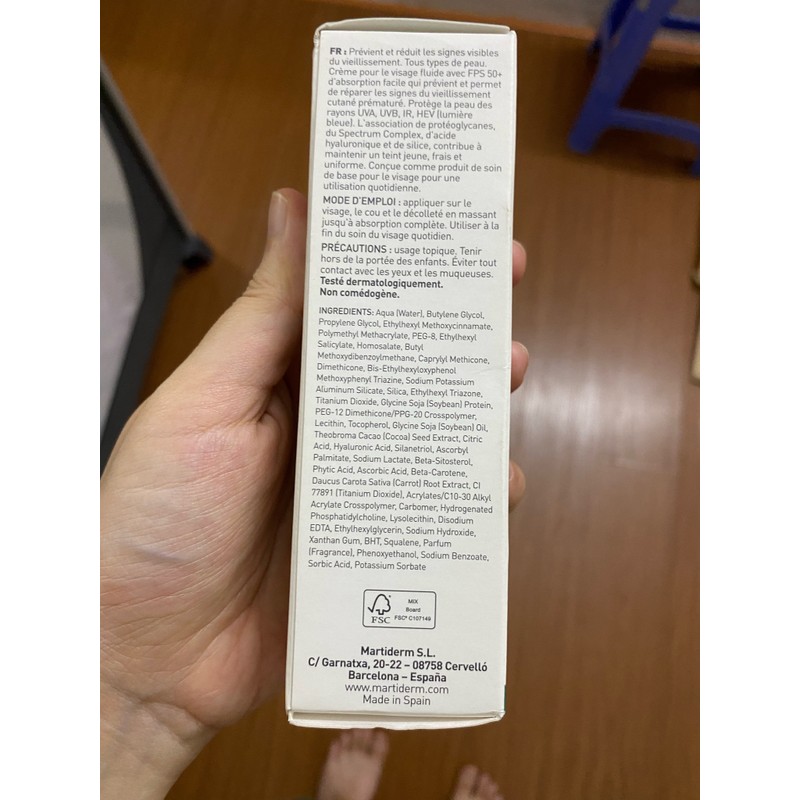 FR : Prévient et réduit les signes visibles
du vieillissement. Tous types de peau.
Crème pour le visage fluide avec FPS 50+
d'absorption facile qui prévient et permet
de réparer les signes du vieillissement
cutané prématuré. Protège la peau des
rayons UVA, UVB, IR, HEV (lumière
bleue). L'association de protéoglycanes,
du Spectrum Complex, d'acide
hyaluronique et de silice, contribue à
maintenir un teint jeune, frais et
uniforme. Conçue comme produit de soin
de base pour le visage pour une
utilisation quotidienne.
MODE D'EMPLOI : appliquer sur le
visage, le cou et le décolleté en massant
jusqu'à absorption complète. Utiliser à la
fin du soin du visage quotidien.
PRÉCAUTIONS : usage topique. Tenir
hors de la portée des enfants. Éviter tout
contact avec les yeux et les muqueuses.
Testé dermatologiquement.
Non comédogène.
INGREDIENTS: Aqua (Water), Butylene Glycol,
Propylene Glycol, Ethylhexyl Methoxycinnamate,
Polymethyl Methacrylate, PEG-8, Ethylhexyl
Salicylate, Homosalate, Butyl
Methoxydibenzoylmethane, Caprylyl Methicone,
Dimethicone, Bis-Ethylhexyloxyphenol
Methoxyphenyl Triazine, Sodium Potassium
Aluminum Silicate, Silica, Ethylhexyl Triazone,
Titanium Dioxide, Glycine Soja (Soybean) Protein,
PEG-12 Dimethicone/PPG-20 Crosspolymer,
Lecithin, Tocopherol, Glycine Soja (Soybean) Oil,
Theobroma Cacao (Cocoa) Seed Extract, Citric
Acid, Hyaluronic Acid, Silanetriol, Ascorbyl
Palmitate, Sodium Lactate, Beta-Sitosterol,
Phytic Acid, Ascorbic Acid, Beta-Carotene,
Daucus Carota Sativa (Carrot) Root Extract, CI
77891 (Titanium Dioxide), Acrylates/C10-30 Alkyl
Acrylate Crosspolymer, Carbomer, Hydrogenated
Phosphatidylcholine, Lysolecithin, Disodium
EDTA, Ethylhexylglycerin, Sodium Hydroxide,
Xanthan Gum, BHT, Squalene, Parfum
(Fragrance), Phenoxyethanol, Sodium Benzoate,
Sorbic Acid, Potassium Sorbate
MIX
Board
FSC FSC® C107149
Martiderm S.L.
C/ Garnatxa, 20-22 – 08758 Cervelló
Barcelona – España
www.martiderm.com
Made in Spain